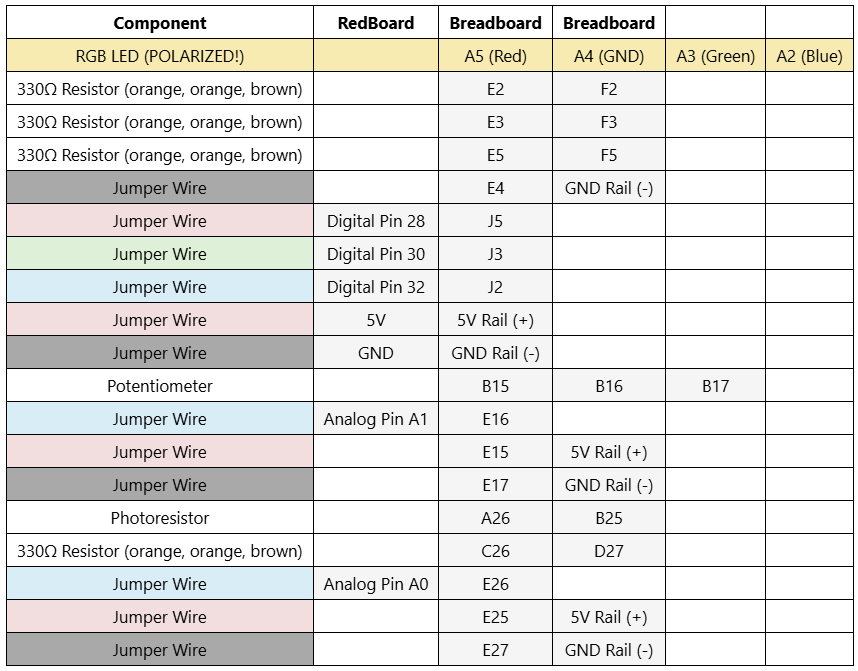 Component RedBoard Breadboard Breadboard
RGB LED (POLARIZED!) A5 (Red) A4 (GND) A3 (Green) A2 (Blue)
330Ω Resistor (orange, orange, brown) E2 F2
330Ω Resistor (orange, orange, brown) E3 F3
330Ω Resistor (orange, orange, brown) E5 F5
Jumper Wire E4 GND Rail (-)
Jumper Wire Digital Pin 28 J5
Jumper Wire Digital Pin 30 J3
Jumper Wire Digital Pin 32 J2
Jumper Wire 5V 5V Rail (+)
Jumper Wire GND GND Rail (-)
Potentiometer B15 B16 B17
Jumper Wire Analog Pin A1 E16
Jumper Wire E15 5V Rail (+)
Jumper Wire E17 GND Rail (-)
Photoresistor A26 B25
330Ω Resistor (orange, orange, brown) C26 D27
Jumper Wire Analog Pin A0 E26
Jumper Wire E25 5V Rail (+)
Jumper Wire E27 GND Rail (-)